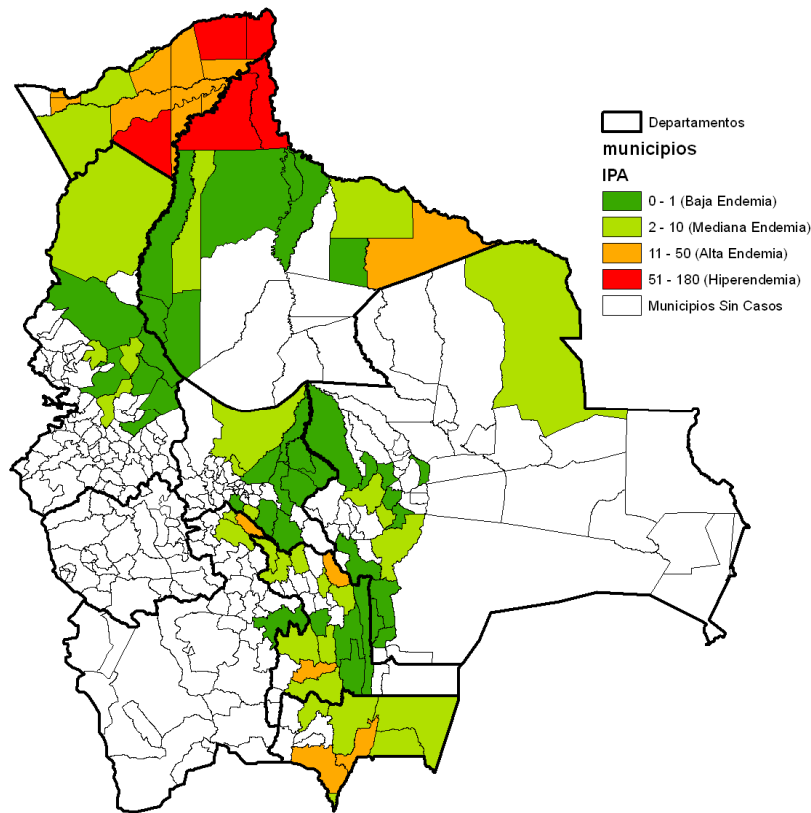 Departamentos
municipios
IPA
0 - 1 (Baja Endemia)
2 - 10 (Mediana Endemia)
11 - 50 (Alta Endemia)
51 - 180 (Hiperendemia)
Municipios Sin Casos